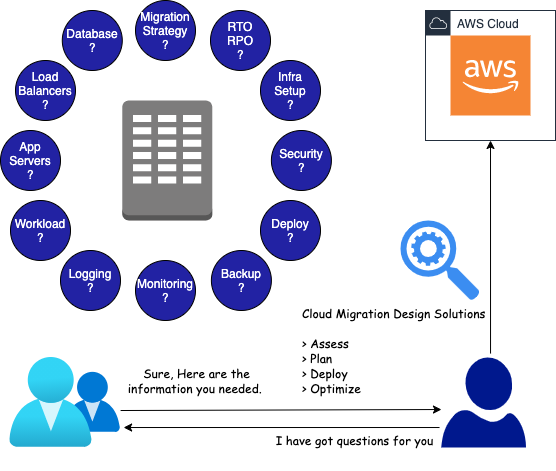 Migration
Strategy
?
RTO
RPO
?
Infra
Setup
?
Security
?
Deploy
?
Backup
?
Monitoring
?
Logging
?
Workload
?
App
Servers
?
Load
Balancers
?
Database
?
AWS Cloud
aws
Cloud Migration Design Solutions
> Assess
> Plan
> Deploy
> Optimize
Sure, Here are the
information you needed.
I have got questions for you